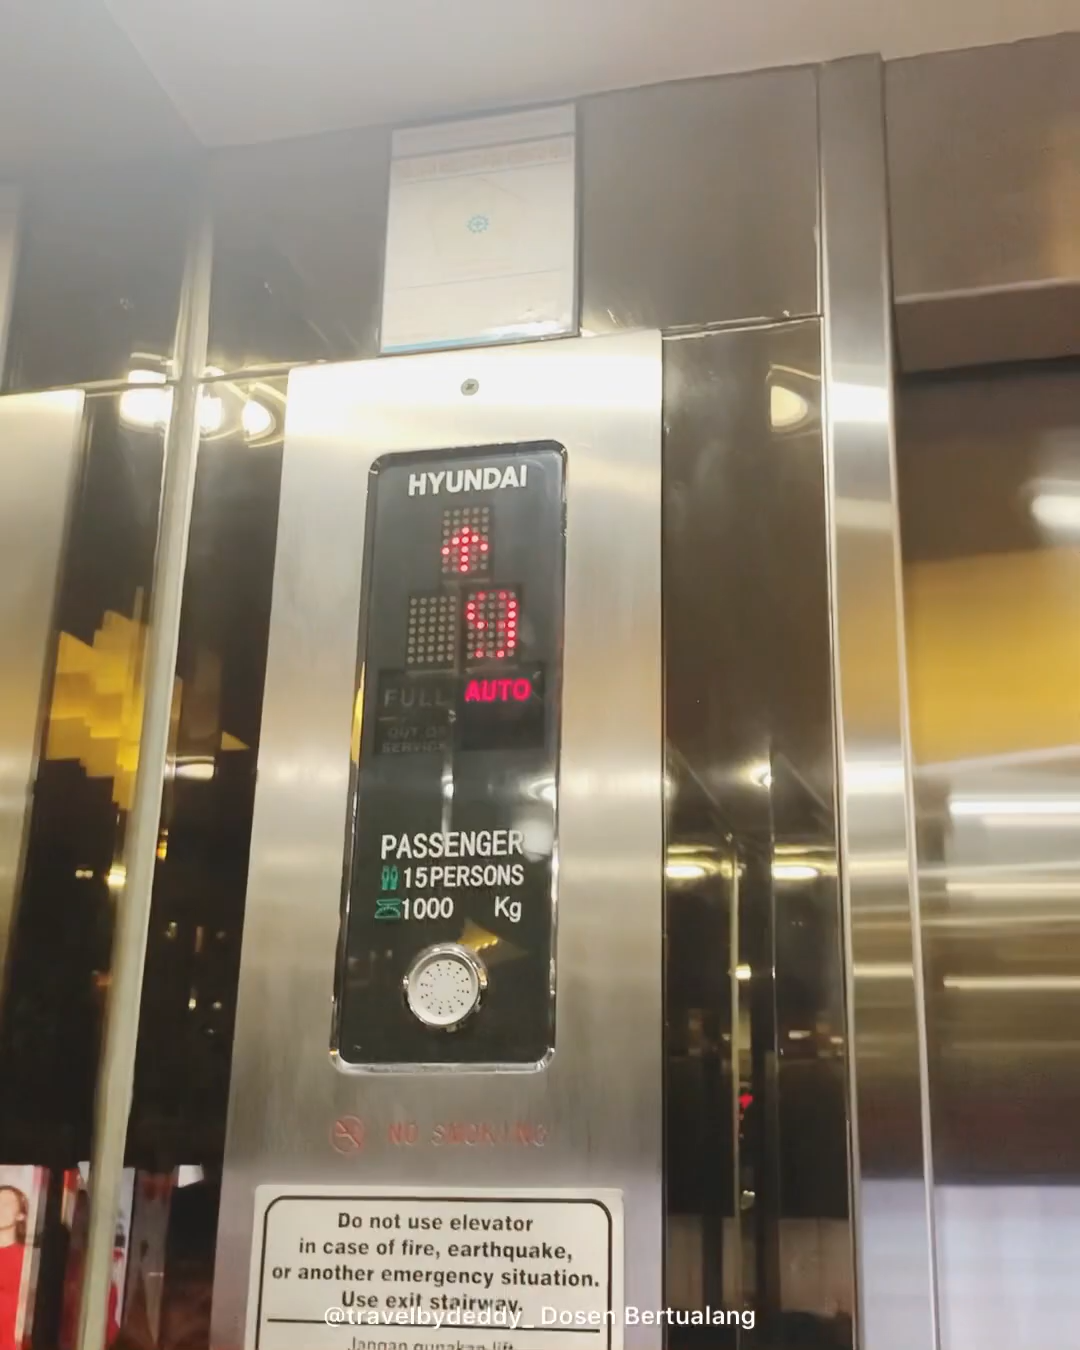 HYUNDAI
9
AUTO
FULL
OUT OF
SERVICE
PASSENGER
15PERSONS
1000 Kg
NO SMOKING
Do not use elevator
in case of fire, earthquake,
or another emergency situation.
Use exit stairway.
@travelbydeddy_ Dosen Bertualang
Jangan gunakan lift